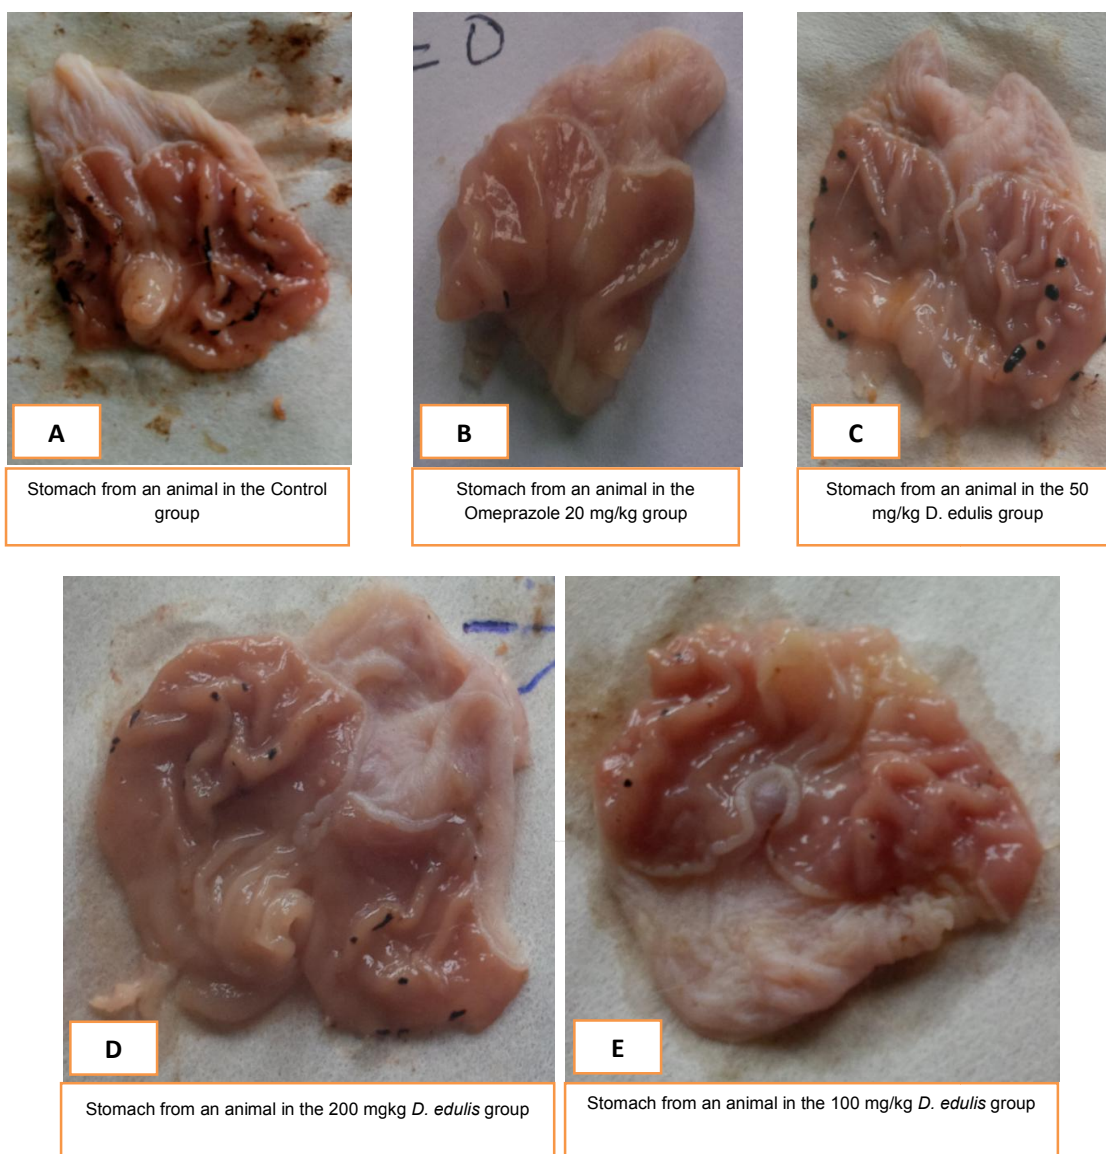 = D
A
B
C
Stomach from an animal in the Control
group
Stomach from an animal in the
Omeprazole 20 mg/kg group
Stomach from an animal in the 50
mg/kg D. edulis group
D
E
Stomach from an animal in the 200 mgkg D. edulis group
Stomach from an animal in the 100 mg/kg D. edulis group